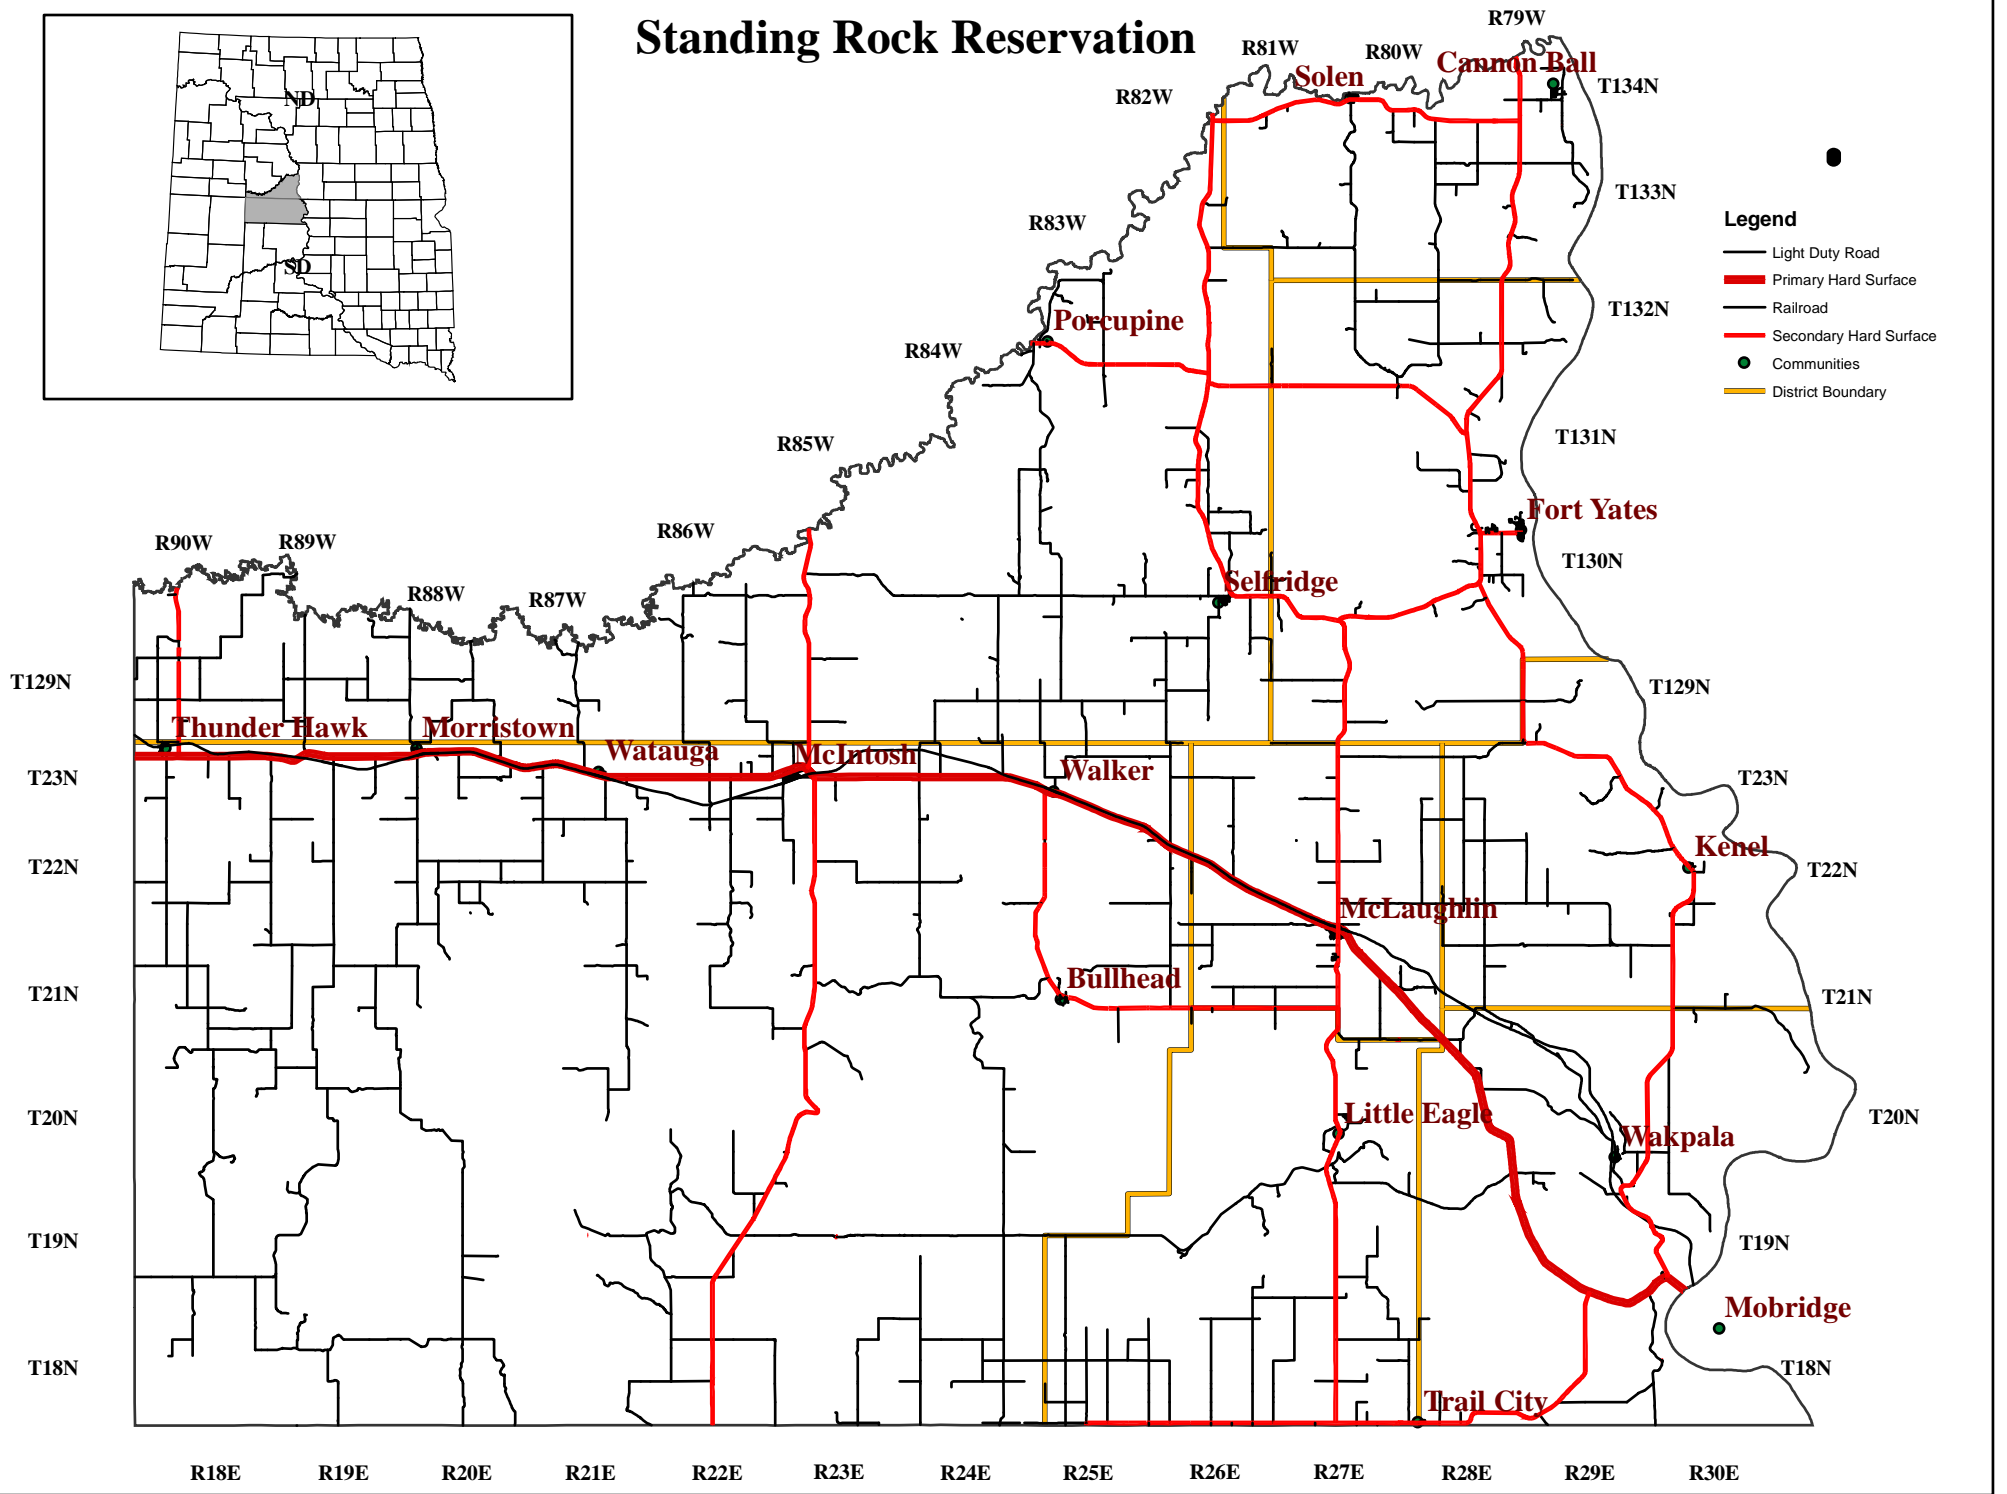 Standing Rock Reservation
ND
SD
R79W
R81W
R80W
Cannon Ball
Solen
T134N
R82W
T133N
R83W
Legend
Light Duty Road
Primary Hard Surface
Railroad
Secondary Hard Surface
Communities
District Boundary
T132N
Porcupine
R84W
R85W
T131N
Fort Yates
R86W
R90W
R89W
T130N
Selfridge
R88W
R87W
T129N
T129N
Thunder Hawk
Morristown
Watauga
McIntosh
Walker
T23N
T23N
Kenel
T22N
T22N
McLaughlin
Bullhead
T21N
T21N
Little Eagle
T20N
T20N
Wakpala
T19N
T19N
Mobridge
T18N
T18N
Trail City
R18E
R19E
R20E
R21E
R22E
R23E
R24E
R25E
R26E
R27E
R28E
R29E
R30E